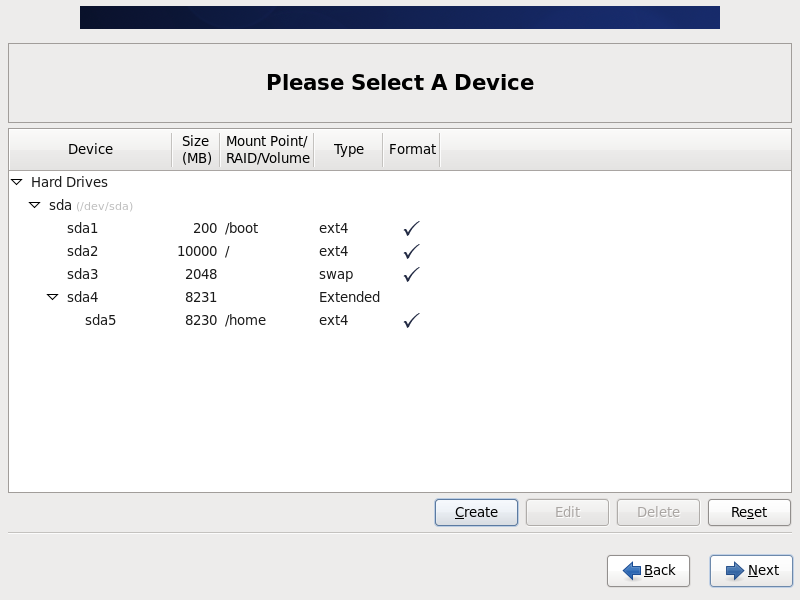 Please Select A Device
Device Size (MB) Mount Point/ RAID/Volume Type Format
Hard Drives
sda (/dev/sda)
sda1 200 /boot ext4
sda2 10000 / ext4
sda3 2048 swap
sda4 8231 Extended
sda5 8230 /home ext4
Create Edit Delete Reset
Back Next